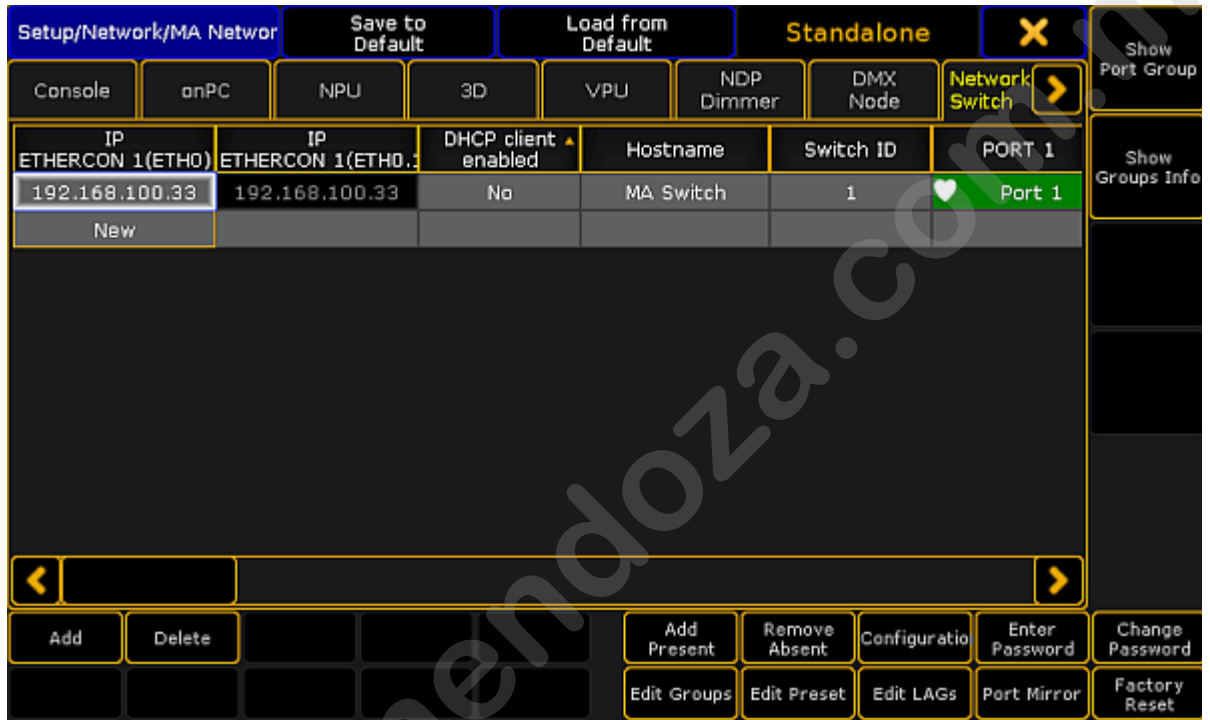 Setup/Network/MA Networ
Save to
Default
Load from
Default
Standalone
Show
Port Group
Console
onPC
NPU
3D
VPU
NDP
Dimmer
DMX
Node
Network
Switch
IP
ETHERCON 1(ETH0)
IP
ETHERCON 1(ETH0.:
DHCP client
enabled
Hostname
Switch ID
PORT 1
Show
Groups Info
192.168.100.33
192.168.100.33
No
MA Switch
1
Port 1
New
Add
Delete
Add
Present
Remove
Absent
Configuratio
Enter
Password
Change
Password
Edit Groups
Edit Preset
Edit LAGs
Port Mirror
Factory
Reset